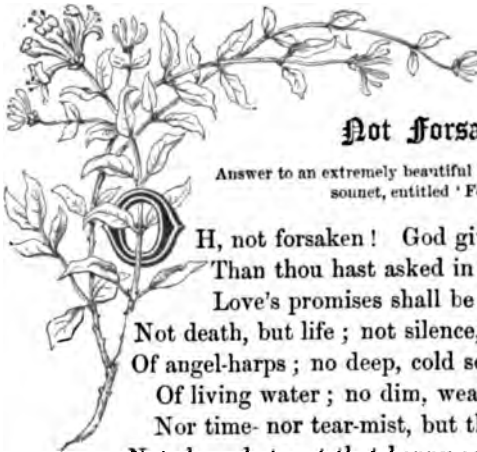 Not Forsa
Answer to an extremely beautiful
sonnet, entitled ‘ F
OH, not forsaken ! God gi
Than thou hast asked in
Love's promises shall be
Not death, but life ; not silence,
Of angel-harps ; no deep, cold s
Of living water ; no dim, wea
Nor time- nor tear-mist, but t